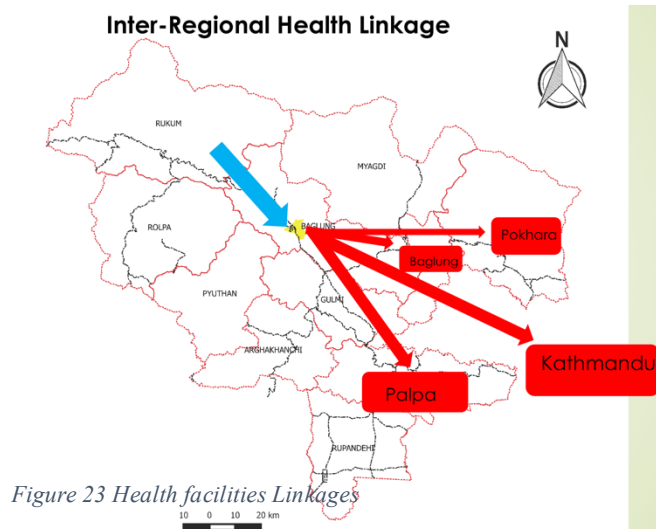 Inter-Regional Health Linkage
N
RUKUM
MYAGDI
ROLPA
BAGLUNG
Pokhara
Baglung
PYUTHAN
GULMI
ARGHAKHANCHI
Kathmandu
Palpa
RUPANDEHI
Figure 23 Health facilities Linkages
10 0 10 20 km